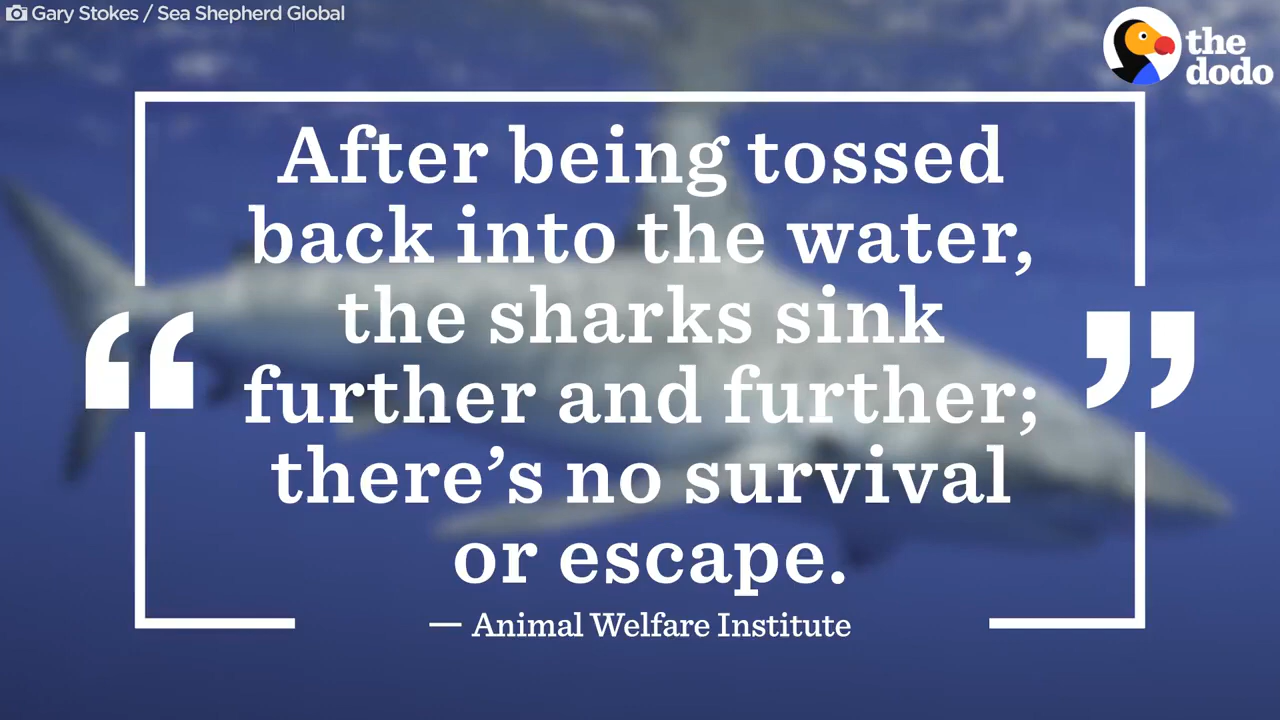 Gary Stokes / Sea Shepherd Global
the
dodo
“After being tossed
back into the water,
the sharks sink
further and further;
there’s no survival
or escape.”
— Animal Welfare Institute